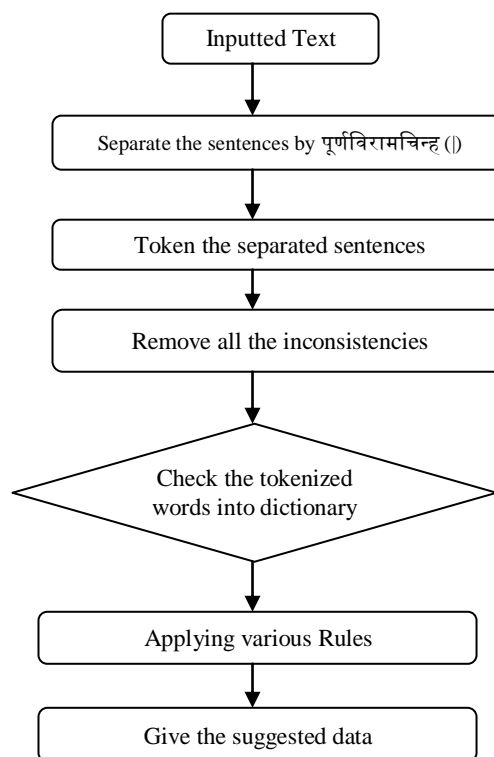 Inputted Text
Separate the sentences by पूर्णविरामचिन्ह (|)
Token the separated sentences
Remove all the inconsistencies
Check the tokenized
words into dictionary
Applying various Rules
Give the suggested data